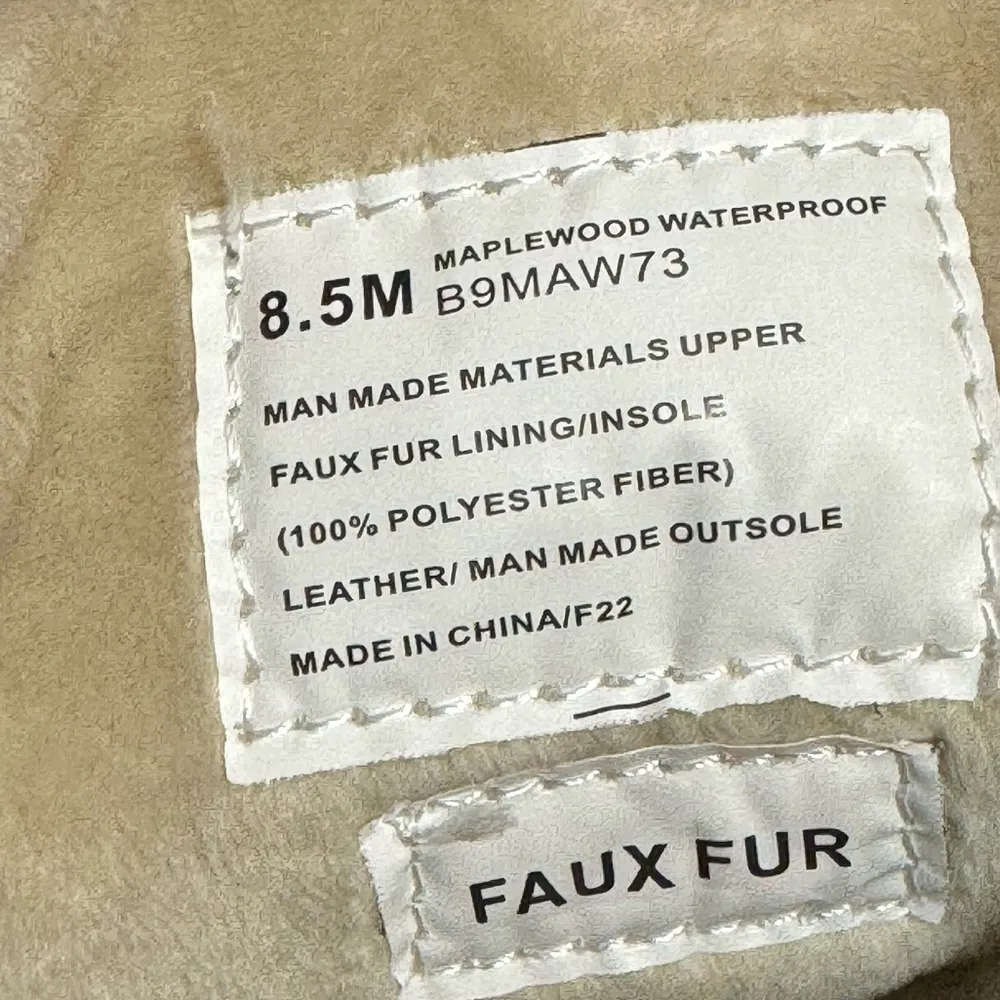 MAPLEWOOD WATERPROOF
8.5M B9MAW73
MAN MADE MATERIALS UPPER
FAUX FUR LINING/INSOLE
(100% POLYESTER FIBER)
LEATHER/ MAN MADE OUTSOLE
MADE IN CHINA/F22
FAUX FUR